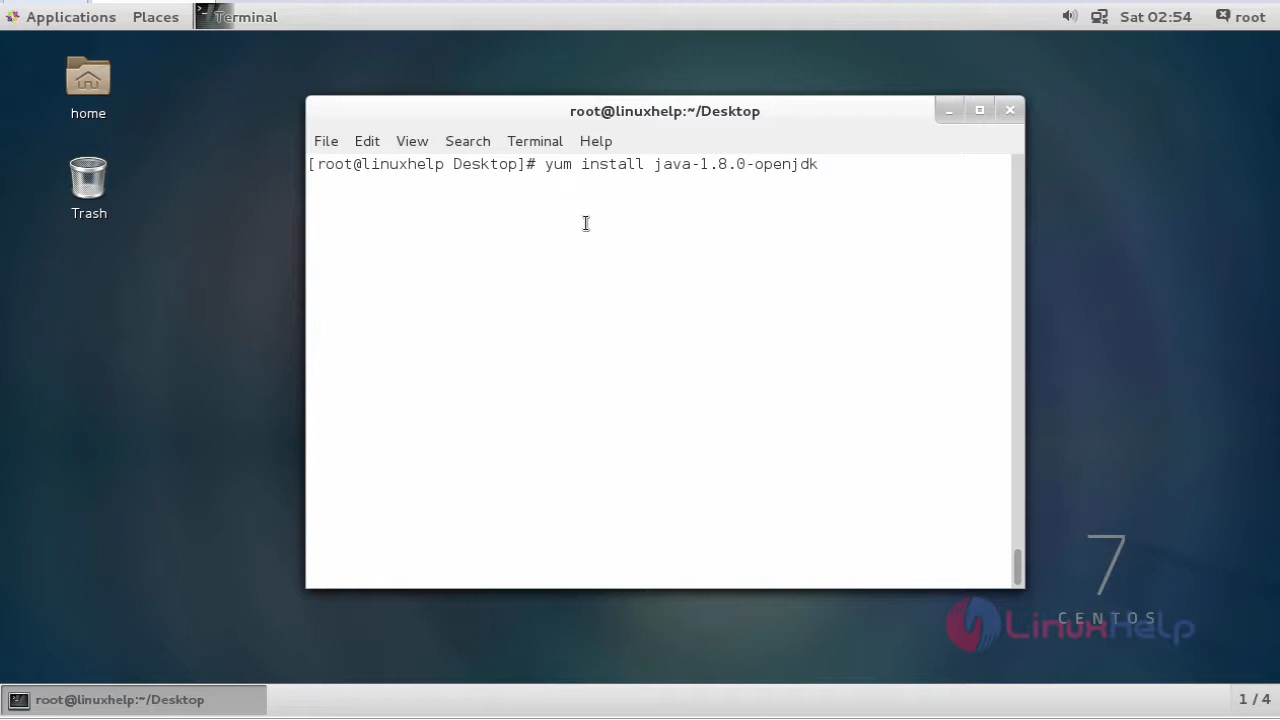 Applications Places Terminal Sat 02:54 root
home
Trash
root@linuxhelp:~/Desktop
File Edit View Search Terminal Help
[root@linuxhelp Desktop]# yum install java-1.8.0-openjdk
7
CENTOS
LinuxHelp
root@linuxhelp:~/Desktop 1 / 4